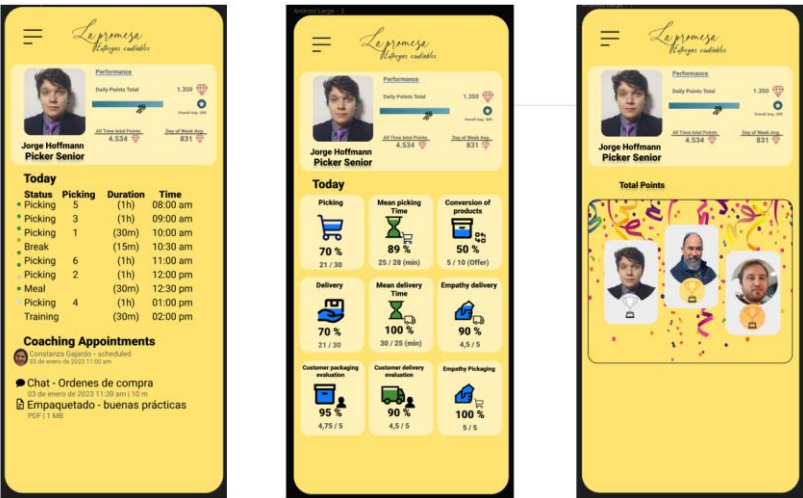 La promesa
Entregas confiables
Performance
Daily Points Total 1.350
All Time total Points Day of Week Avg
4.534 831
Jorge Hoffmann
Picker Senior
Today
Status Picking Duration Time
Picking 5 (1h) 08:00 am
Picking 3 (1h) 09:00 am
Picking 1 (30m) 10:00 am
Break (15m) 10:30 am
Picking 6 (1h) 11:00 am
Picking 2 (1h) 12:00 pm
Meal (30m) 12:30 pm
Picking 4 (1h) 01:00 pm
Training (30m) 02:00 pm
Coaching Appointments
Constanza Gajardo - scheduled
03 de enero de 2023 11:00 am
Chat - Ordenes de compra
03 de enero de 2023 11:30 am | 10 m
Empaquetado - buenas prácticas
PDF | 1 MB
Android Large - 2
La promesa
Entregas confiables
Performance
Daily Points Total 1.350
All Time total Points Day of Week Avg
4.534 831
Jorge Hoffmann
Picker Senior
Today
Picking Mean picking Conversion of
Time products
70 % 89 % 50 %
21 / 30 25 / 28 (min) 5 / 10 (Offer)
Delivery Mean delivery Empathy delivery
Time
70 % 100 % 90 %
21 / 30 30 / 25 (min) 4,5 / 5
Customer packaging Customer delivery Empathy Packaging
evaluation evaluation
95 % 90 % 100 %
4,75 / 5 4,5 / 5 5 / 5
La promesa
Entregas confiables
Performance
Daily Points Total 1.350
All Time total Points Day of Week Avg
4.534 831
Jorge Hoffmann
Picker Senior
Total Points